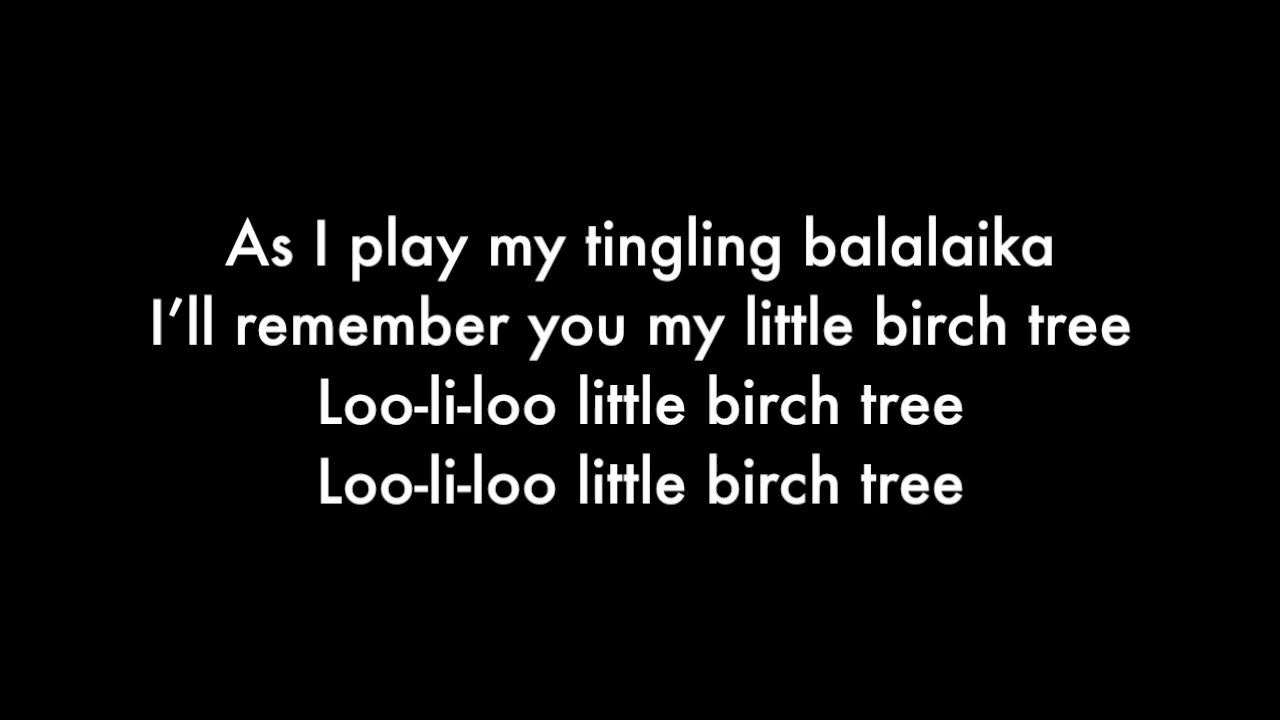 As I play my tingling balalaika
I’ll remember you my little birch tree
Loo-li-loo little birch tree
Loo-li-loo little birch tree